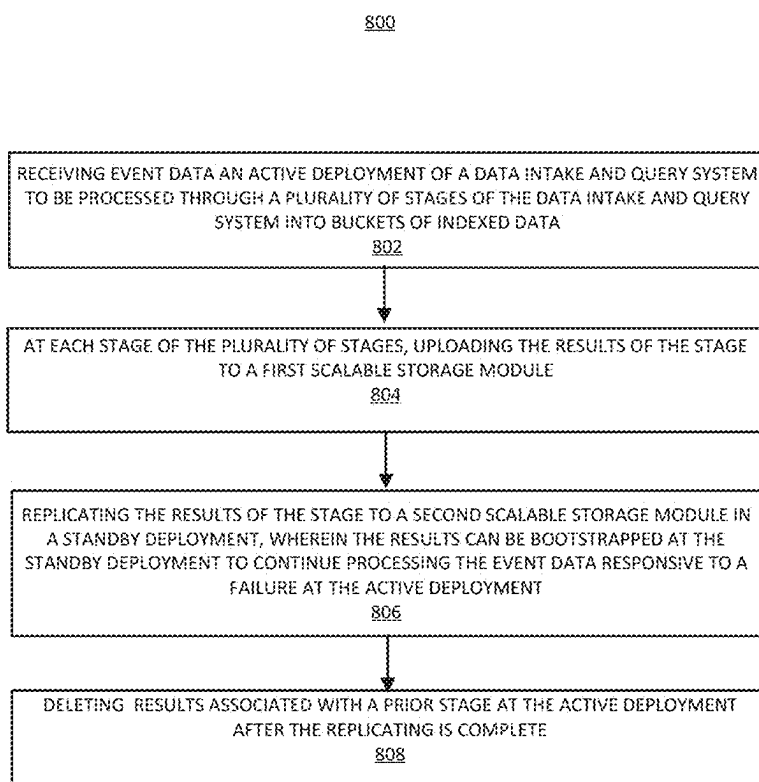 800
RECEIVING EVENT DATA AN ACTIVE DEPLOYMENT OF A DATA INTAKE AND QUERY SYSTEM
TO BE PROCESSED THROUGH A PLURALITY OF STAGES OF THE DATA INTAKE AND QUERY
SYSTEM INTO BUCKETS OF INDEXED DATA
802
AT EACH STAGE OF THE PLURALITY OF STAGES, UPLOADING THE RESULTS OF THE STAGE
TO A FIRST SCALABLE STORAGE MODULE
804
REPLICATING THE RESULTS OF THE STAGE TO A SECOND SCALABLE STORAGE MODULE IN
A STANDBY DEPLOYMENT, WHEREIN THE RESULTS CAN BE BOOTSTRAPPED AT THE
STANDBY DEPLOYMENT TO CONTINUE PROCESSING THE EVENT DATA RESPONSIVE TO A
FAILURE AT THE ACTIVE DEPLOYMENT
806
DELETING RESULTS ASSOCIATED WITH A PRIOR STAGE AT THE ACTIVE DEPLOYMENT
AFTER THE REPLICATING IS COMPLETE
808